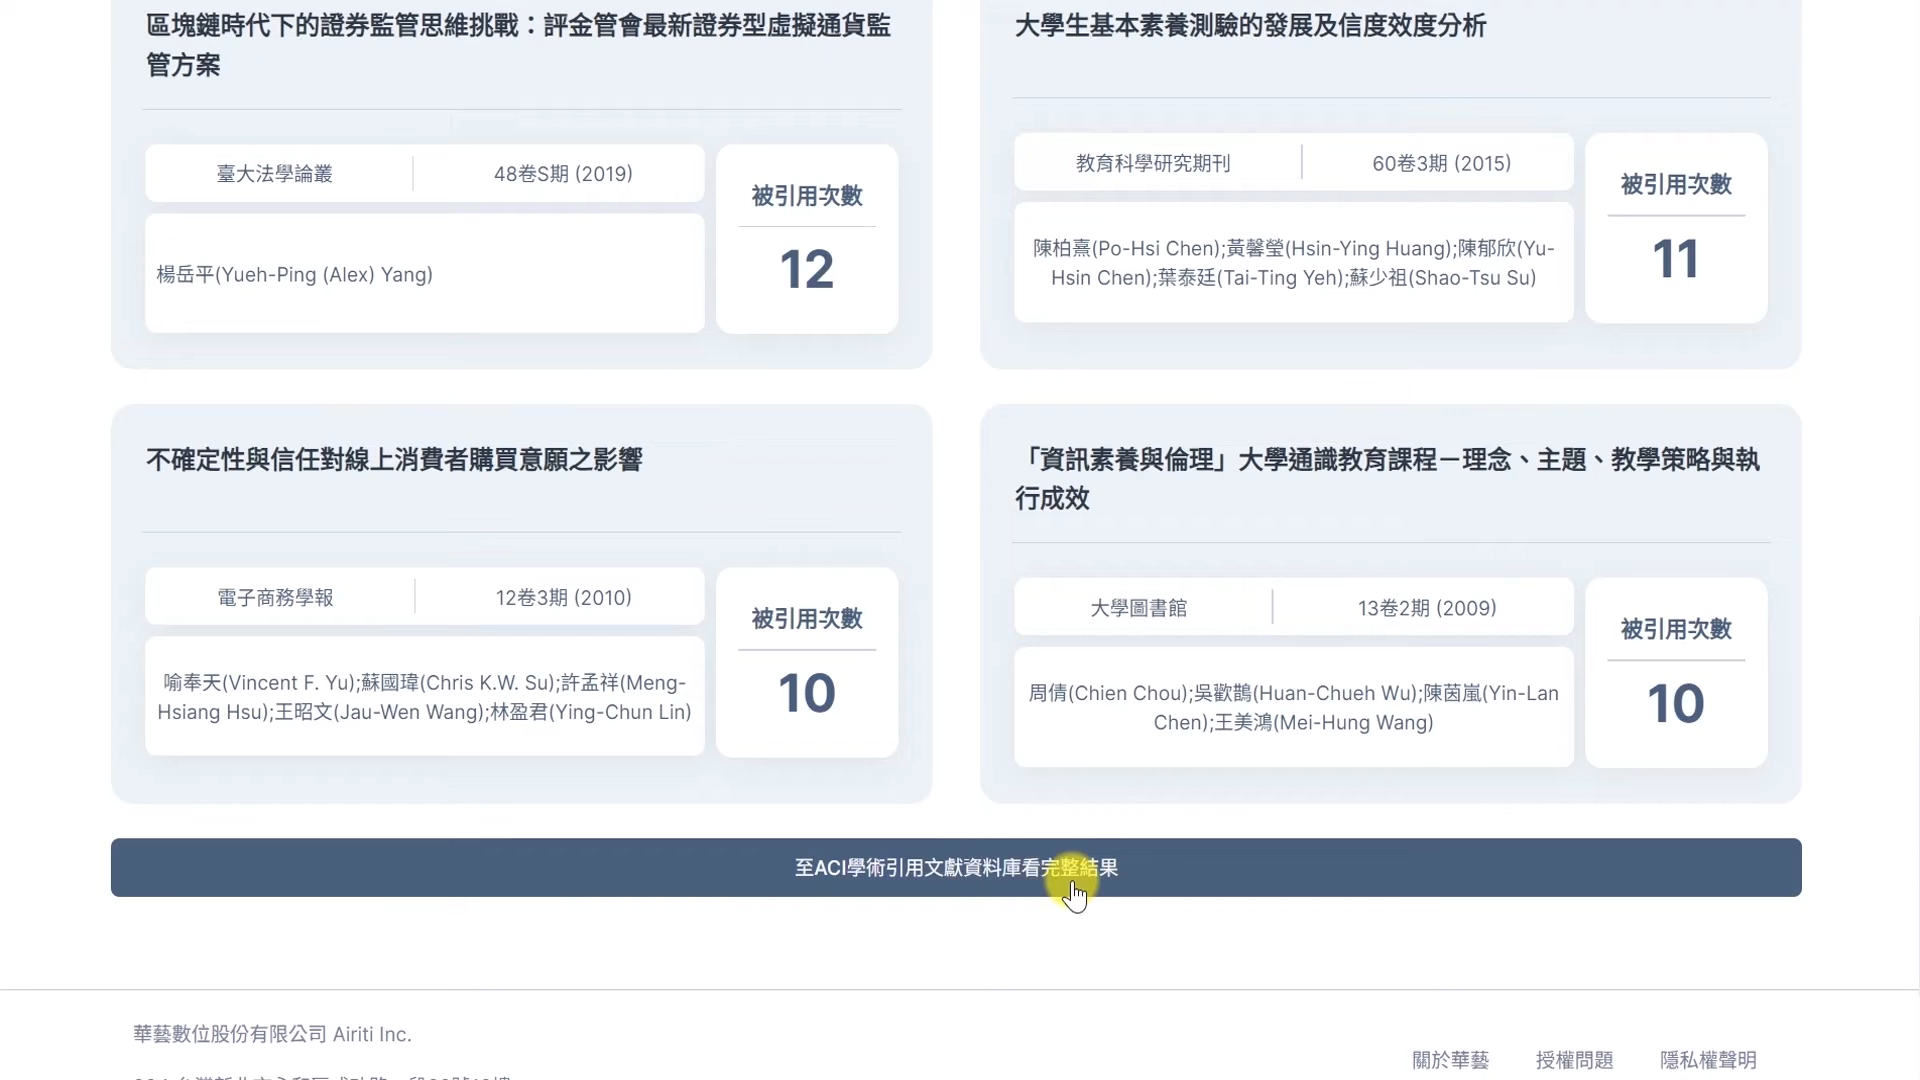 區塊鏈時代下的證券監管思維挑戰：評金管會最新證券型虛擬通貨監
管方案
臺大法學論叢
48卷S期 (2019)
楊岳平(Yueh-Ping (Alex) Yang)
被引用次數
12
大學生基本素養測驗的發展及信度效度分析
教育科學研究期刊
60卷3期 (2015)
陳柏熹(Po-Hsi Chen);黃馨瑩(Hsin-Ying Huang);陳郁欣(Yu-
Hsin Chen);葉泰廷(Tai-Ting Yeh);蘇少祖(Shao-Tsu Su)
被引用次數
11
不確定性與信任對線上消費者購買意願之影響
電子商務學報
12卷3期 (2010)
喻奉天(Vincent F. Yu);蘇國瑋(Chris K.W. Su);許孟祥(Meng-
Hsiang Hsu);王昭文(Jau-Wen Wang);林盈君(Ying-Chun Lin)
被引用次數
10
「資訊素養與倫理」大學通識教育課程－理念、主題、教學策略與執
行成效
大學圖書館
13卷2期 (2009)
周倩(Chien Chou);吳歡鵲(Huan-Chueh Wu);陳茵嵐(Yin-Lan
Chen);王美鴻(Mei-Hung Wang)
被引用次數
10
至ACI學術引用文獻資料庫看完整結果
華藝數位股份有限公司 Airiti Inc.
關於華藝
授權問題
隱私權聲明